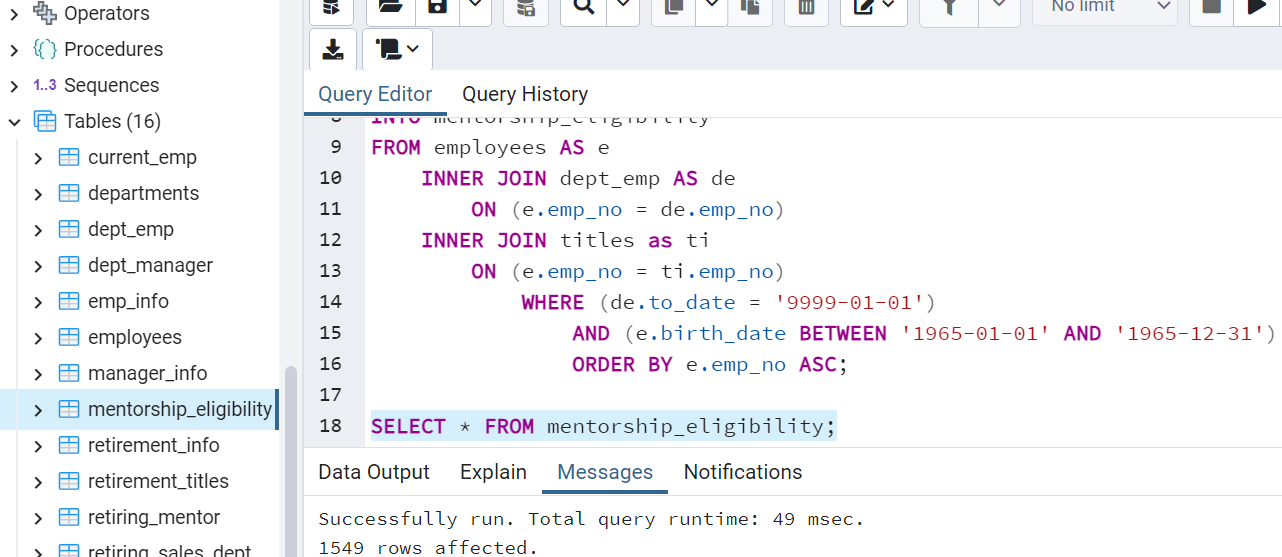 Operators
Procedures
1..3 Sequences
Tables (16)
current_emp
departments
dept_emp
dept_manager
emp_info
employees
manager_info
mentorship_eligibility
retirement_info
retirement_titles
retiring_mentor
retiring_sales_dept
No limit
Query Editor Query History
8 INTO mentorship_eligibility
9 FROM employees AS e
10 INNER JOIN dept_emp AS de
11 ON (e.emp_no = de.emp_no)
12 INNER JOIN titles as ti
13 ON (e.emp_no = ti.emp_no)
14 WHERE (de.to_date = '9999-01-01')
15 AND (e.birth_date BETWEEN '1965-01-01' AND '1965-12-31')
16 ORDER BY e.emp_no ASC;
17
18 SELECT * FROM mentorship_eligibility;
Data Output Explain Messages Notifications
Successfully run. Total query runtime: 49 msec.
1549 rows affected.